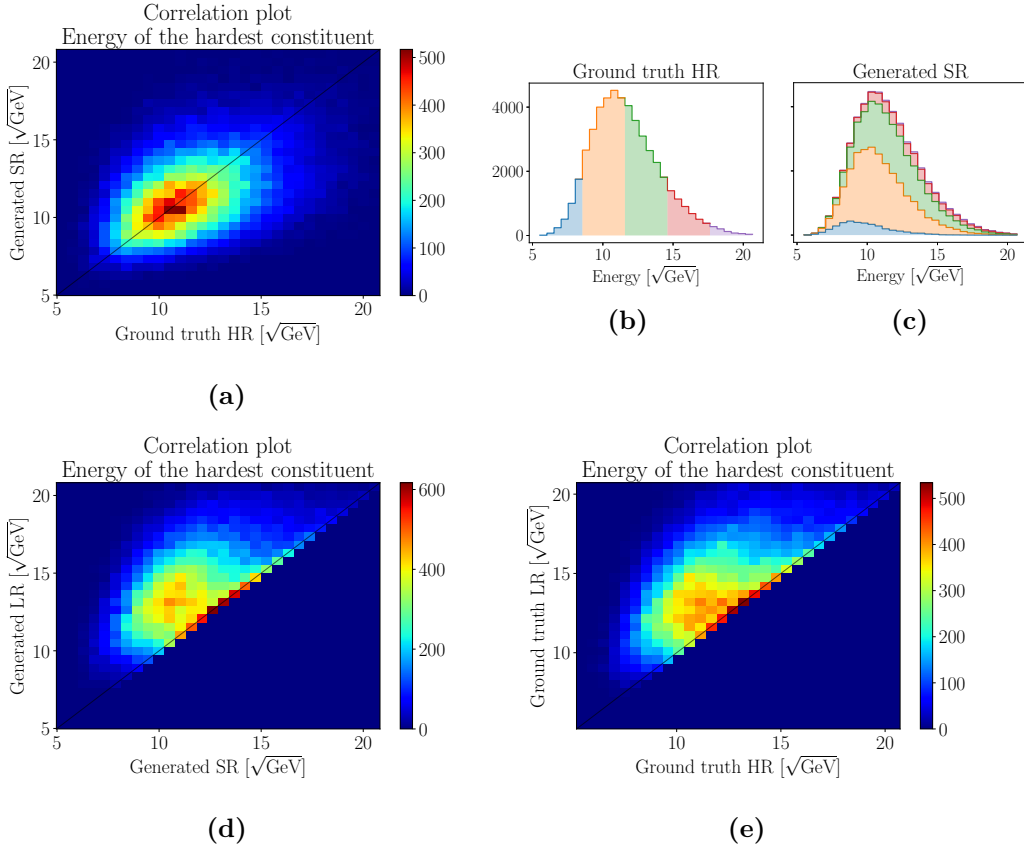 Correlation plot
Energy of the hardest constituent
20
15
10
5
5
10
15
20
Generated SR [√GeV]
Ground truth HR [√GeV]
500
400
300
200
100
0
(a)
Ground truth HR
4000
2000
0
5
10
15
20
Energy [√GeV]
(b)
Generated SR
5
10
15
20
Energy [√GeV]
(c)
Correlation plot
Energy of the hardest constituent
20
15
10
5
5
10
15
20
Generated LR [√GeV]
Generated SR [√GeV]
600
400
200
0
(d)
Correlation plot
Energy of the hardest constituent
20
15
10
10
15
20
Ground truth LR [√GeV]
Ground truth HR [√GeV]
500
400
300
200
100
0
(e)